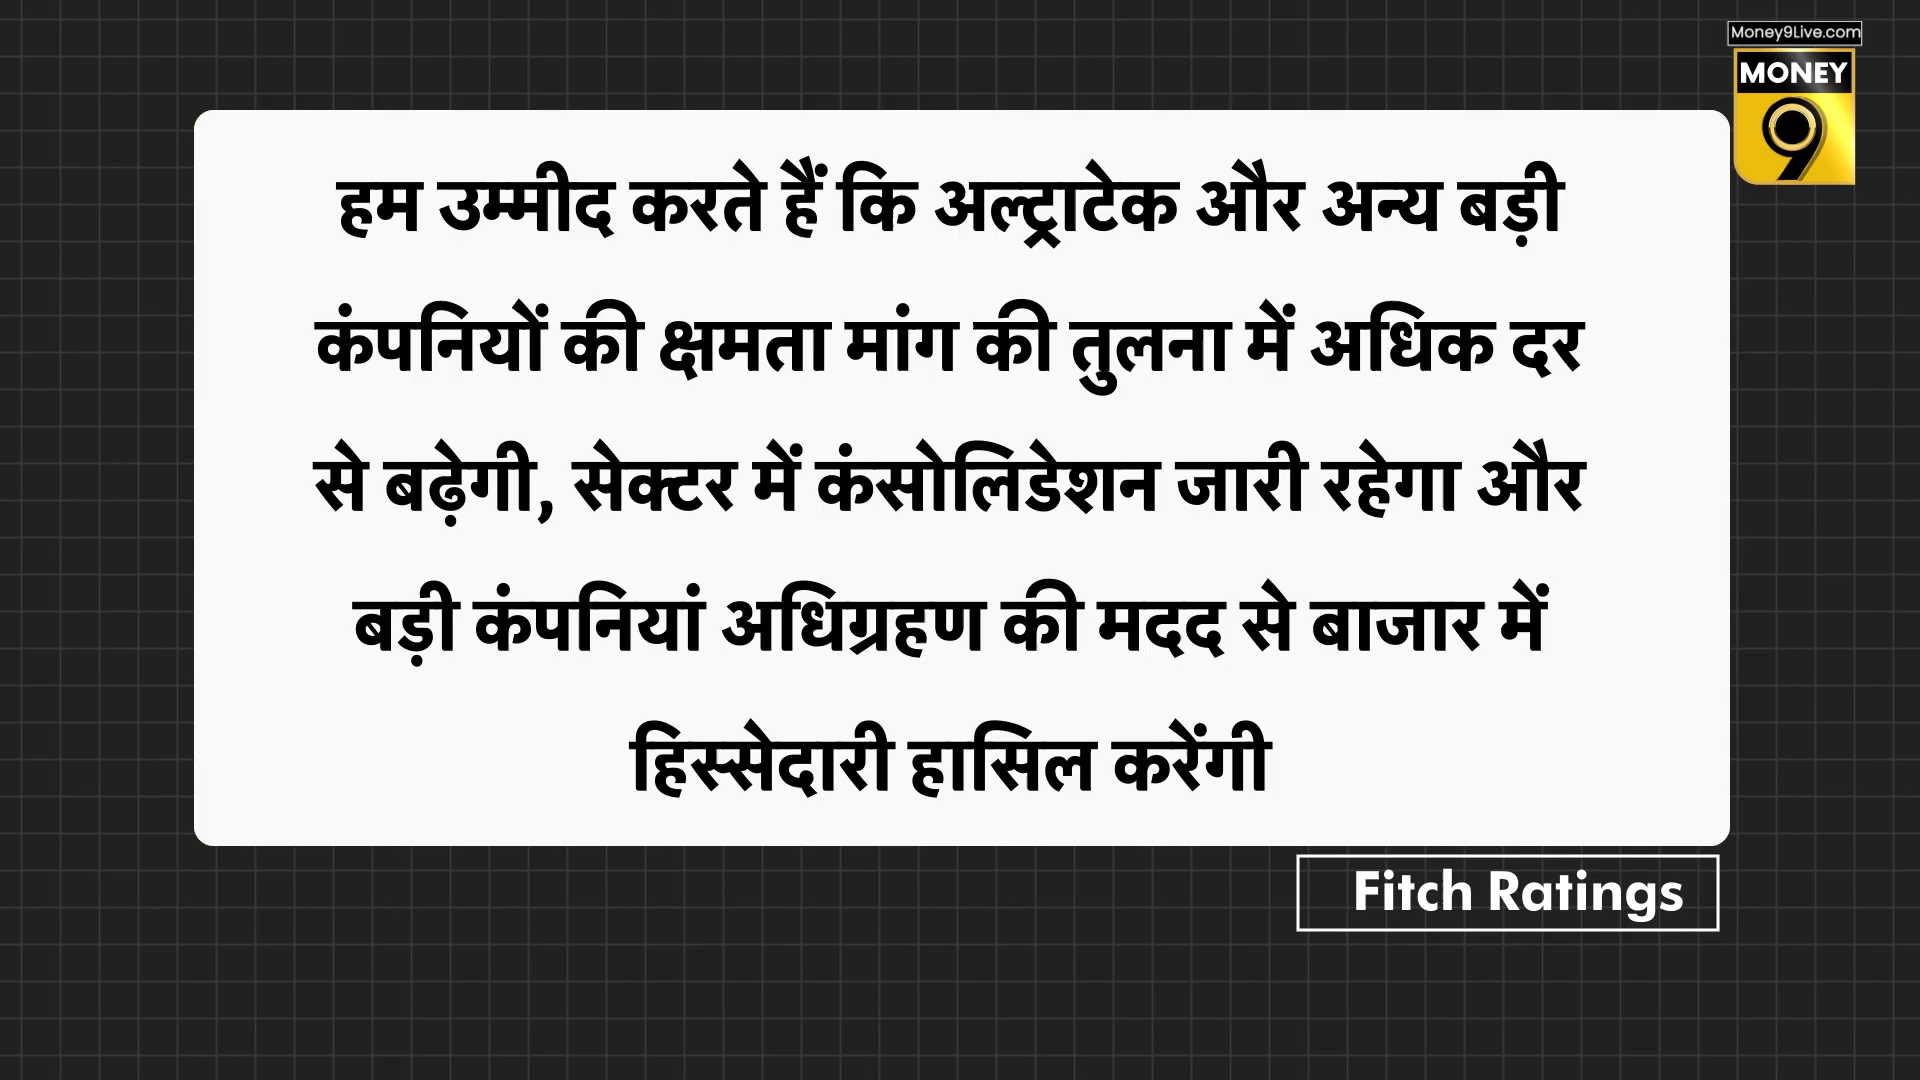 Money9Live.com
MONEY
9
हम उम्मीद करते हैं कि अल्ट्राटेक और अन्य बड़ी
कंपनियों की क्षमता मांग की तुलना में अधिक दर
से बढ़ेगी, सेक्टर में कंसोलिडेशन जारी रहेगा और
बड़ी कंपनियां अधिग्रहण की मदद से बाजार में
हिस्सेदारी हासिल करेंगी
Fitch Ratings